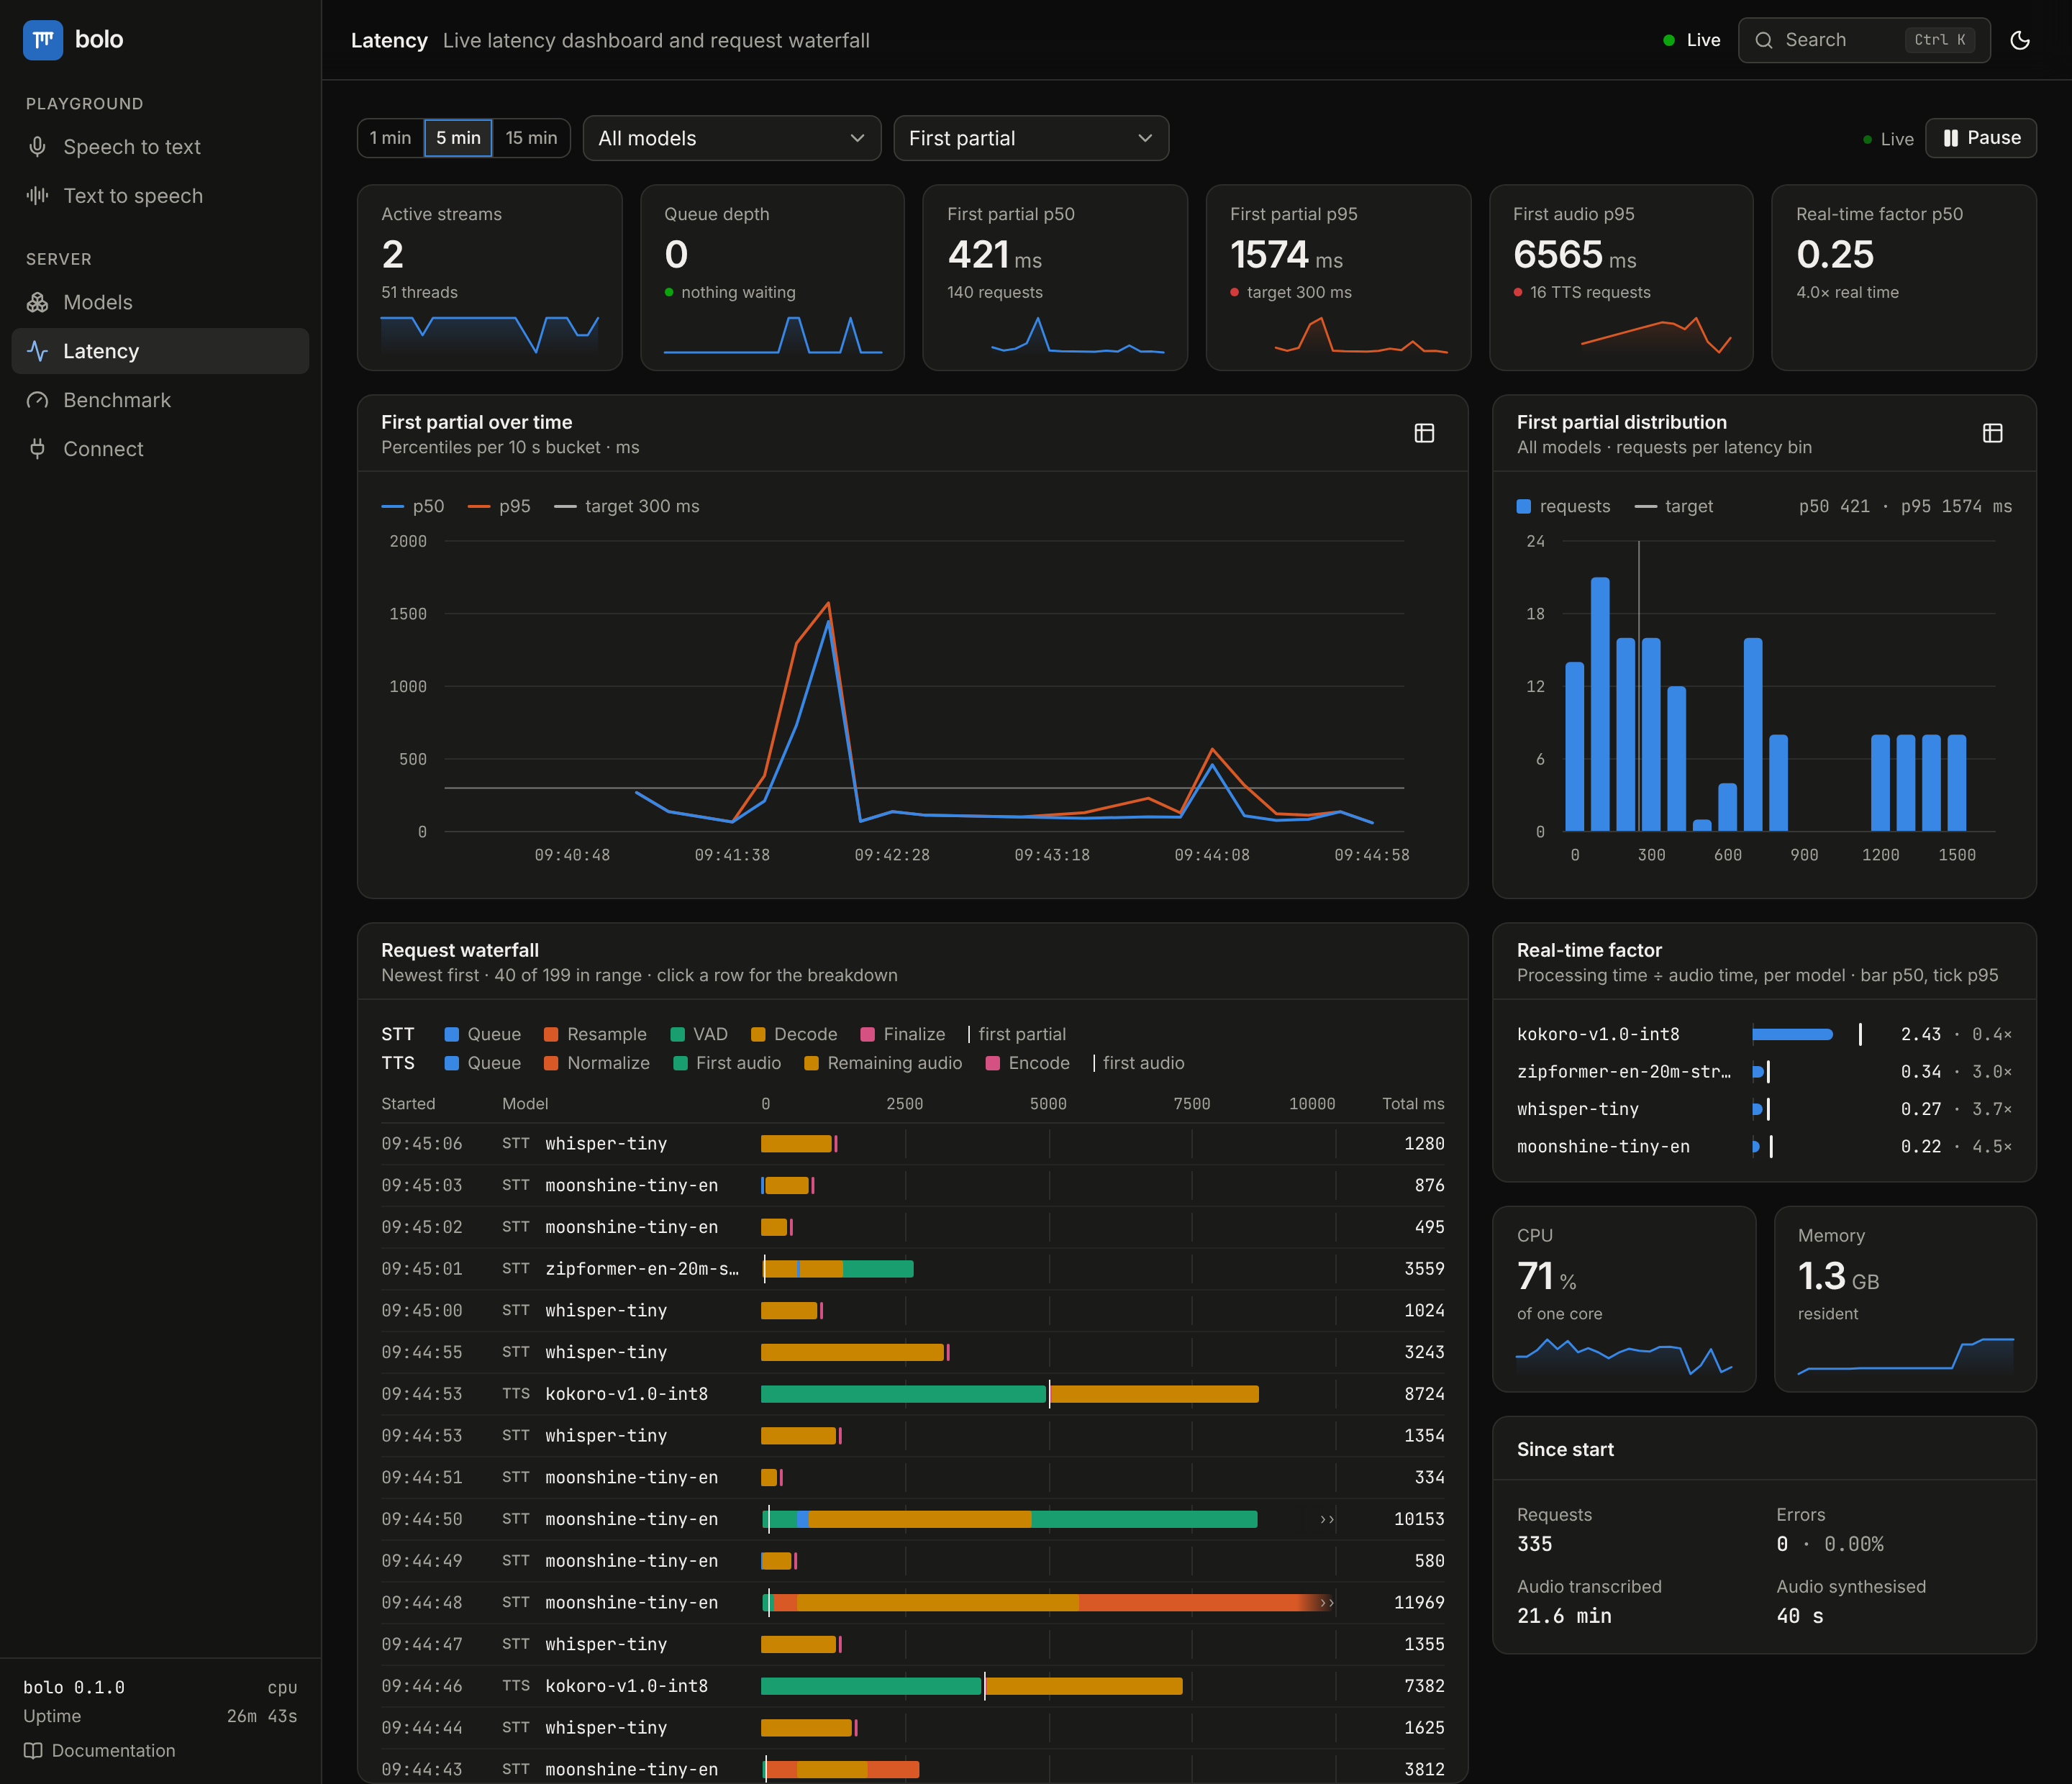 bolo
PLAYGROUND
Speech to text
Text to speech
SERVER
Models
Latency
Benchmark
Connect
bolo 0.1.0 cpu
Uptime 26m 43s
Documentation
Latency Live latency dashboard and request waterfall
Live
Search Ctrl K
1 min 5 min 15 min All models First partial
Live Pause
Active streams
2
51 threads
Queue depth
0
nothing waiting
First partial p50
421 ms
140 requests
First partial p95
1574 ms
target 300 ms
First audio p95
6565 ms
16 TTS requests
Real-time factor p50
0.25
4.0× real time
First partial over time
Percentiles per 10 s bucket · ms
p50 p95 target 300 ms
2000
1500
1000
500
0
09:40:48 09:41:38 09:42:28 09:43:18 09:44:08 09:44:58
First partial distribution
All models · requests per latency bin
requests target p50 421 · p95 1574 ms
24
18
12
6
0
0 300 600 900 1200 1500
Request waterfall
Newest first · 40 of 199 in range · click a row for the breakdown
STT Queue Resample VAD Decode Finalize first partial
TTS Queue Normalize First audio Remaining audio Encode first audio
Started Model 0 2500 5000 7500 10000 Total ms
09:45:06 STT whisper-tiny 1280
09:45:03 STT moonshine-tiny-en 876
09:45:02 STT moonshine-tiny-en 495
09:45:01 STT zipformer-en-20m-s… 3559
09:45:00 STT whisper-tiny 1024
09:44:55 STT whisper-tiny 3243
09:44:53 TTS kokoro-v1.0-int8 8724
09:44:53 STT whisper-tiny 1354
09:44:51 STT moonshine-tiny-en 334
09:44:50 STT moonshine-tiny-en ›› 10153
09:44:49 STT moonshine-tiny-en 580
09:44:48 STT moonshine-tiny-en ›› 11969
09:44:47 STT whisper-tiny 1355
09:44:46 TTS kokoro-v1.0-int8 7382
09:44:44 STT whisper-tiny 1625
09:44:43 STT moonshine-tiny-en 3812
Real-time factor
Processing time ÷ audio time, per model · bar p50, tick p95
kokoro-v1.0-int8 2.43 · 0.4×
zipformer-en-20m-str… 0.34 · 3.0×
whisper-tiny 0.27 · 3.7×
moonshine-tiny-en 0.22 · 4.5×
CPU
71 %
of one core
Memory
1.3 GB
resident
Since start
Requests Errors
335 0 · 0.00%
Audio transcribed Audio synthesised
21.6 min 40 s